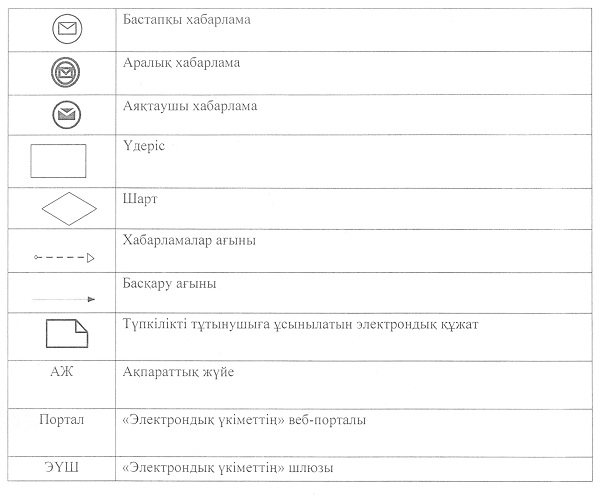 Бастапқы хабарлама
Аралық хабарлама
Аяқтаушы хабарлама
Үдеріс
Шарт
Хабарламалар ағыны
Басқару ағыны
Түпкілікті тұтынушыға ұсынылатын электрондық құжат
АЖ Ақпараттық жүйе
Портал «Электрондық үкіметтің» веб-порталы
ЭҮШ «Электрондық үкіметтің» шлюзы